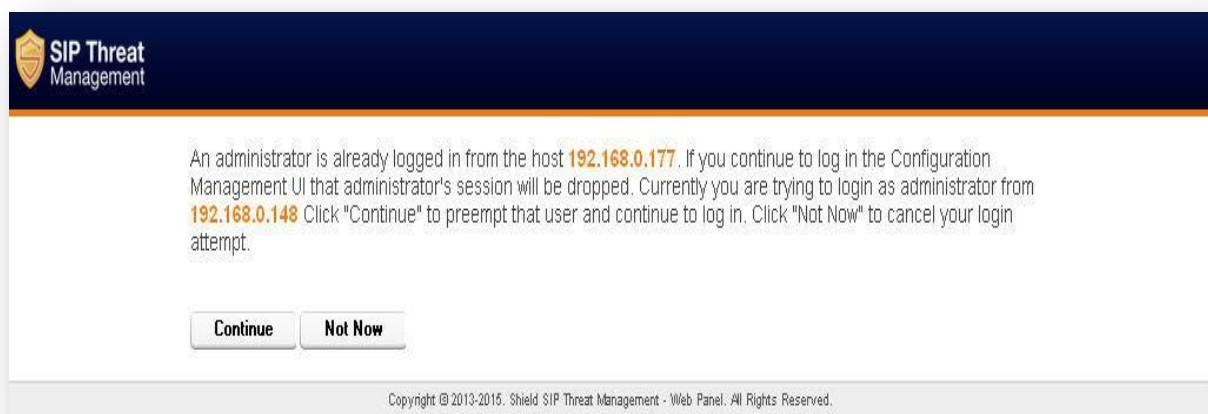 SIP Threat
Management
An administrator is already logged in from the host 192.168.0.177. If you continue to log in the Configuration
Management UI that administrator's session will be dropped. Currently you are trying to login as administrator from
192.168.0.148 Click "Continue" to preempt that user and continue to log in. Click "Not Now" to cancel your login
attempt.
Continue Not Now
Copyright © 2013-2015. Shield SIP Threat Management - Web Panel. All Rights Reserved.